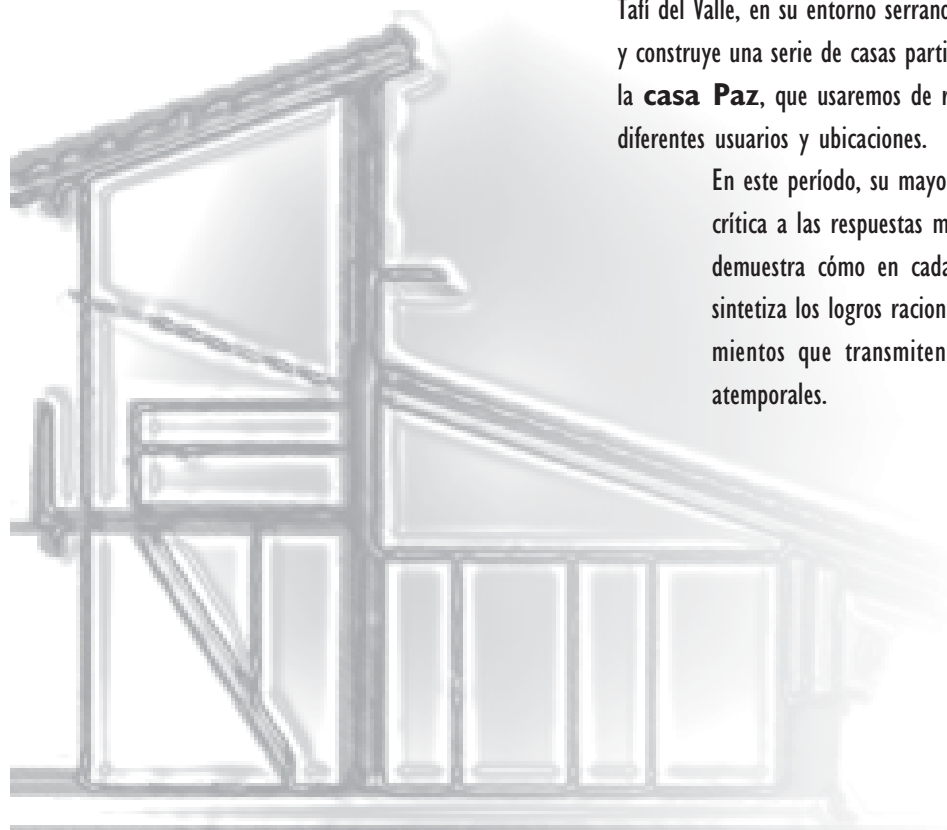 Tafí del Valle, en su entorno serrano
y construye una serie de casas parti
la casa Paz, que usaremos de r
diferentes usuarios y ubicaciones.
En este período, su mayo
crítica a las respuestas m
demuestra cómo en cada
sintetiza los logros racion
mientos que transmiten
atemporales.